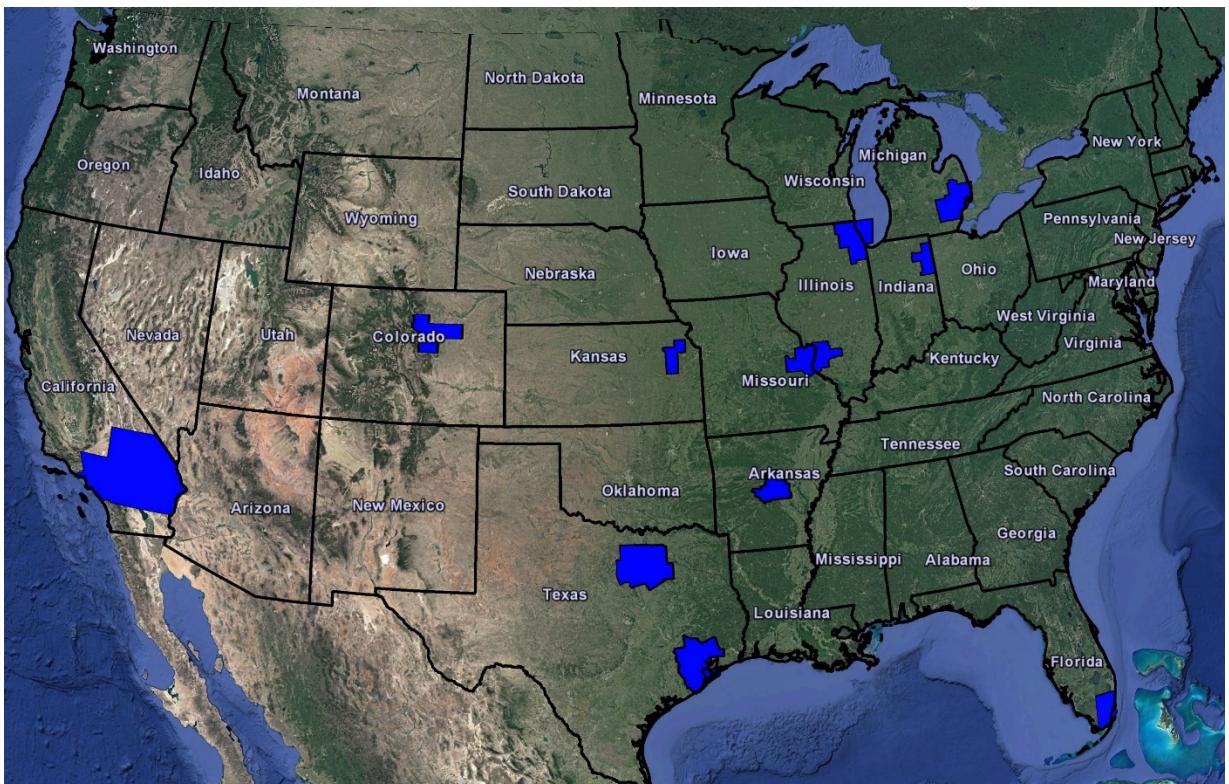 Washington
Montana
North Dakota
Minnesota
Michigan
New York
Oregon
Idaho
Wisconsin
South Dakota
Wyoming
Pennsylvania
New Jersey
Iowa
Nebraska
Ohio
Illinois
Indiana
Maryland
West Virginia
Nevada
Utah
Colorado
Kansas
Kentucky
Virginia
California
Missouri
North Carolina
Tennessee
South Carolina
Arkansas
Oklahoma
New Mexico
Arizona
Georgia
Mississippi
Alabama
Texas
Louisiana
Florida